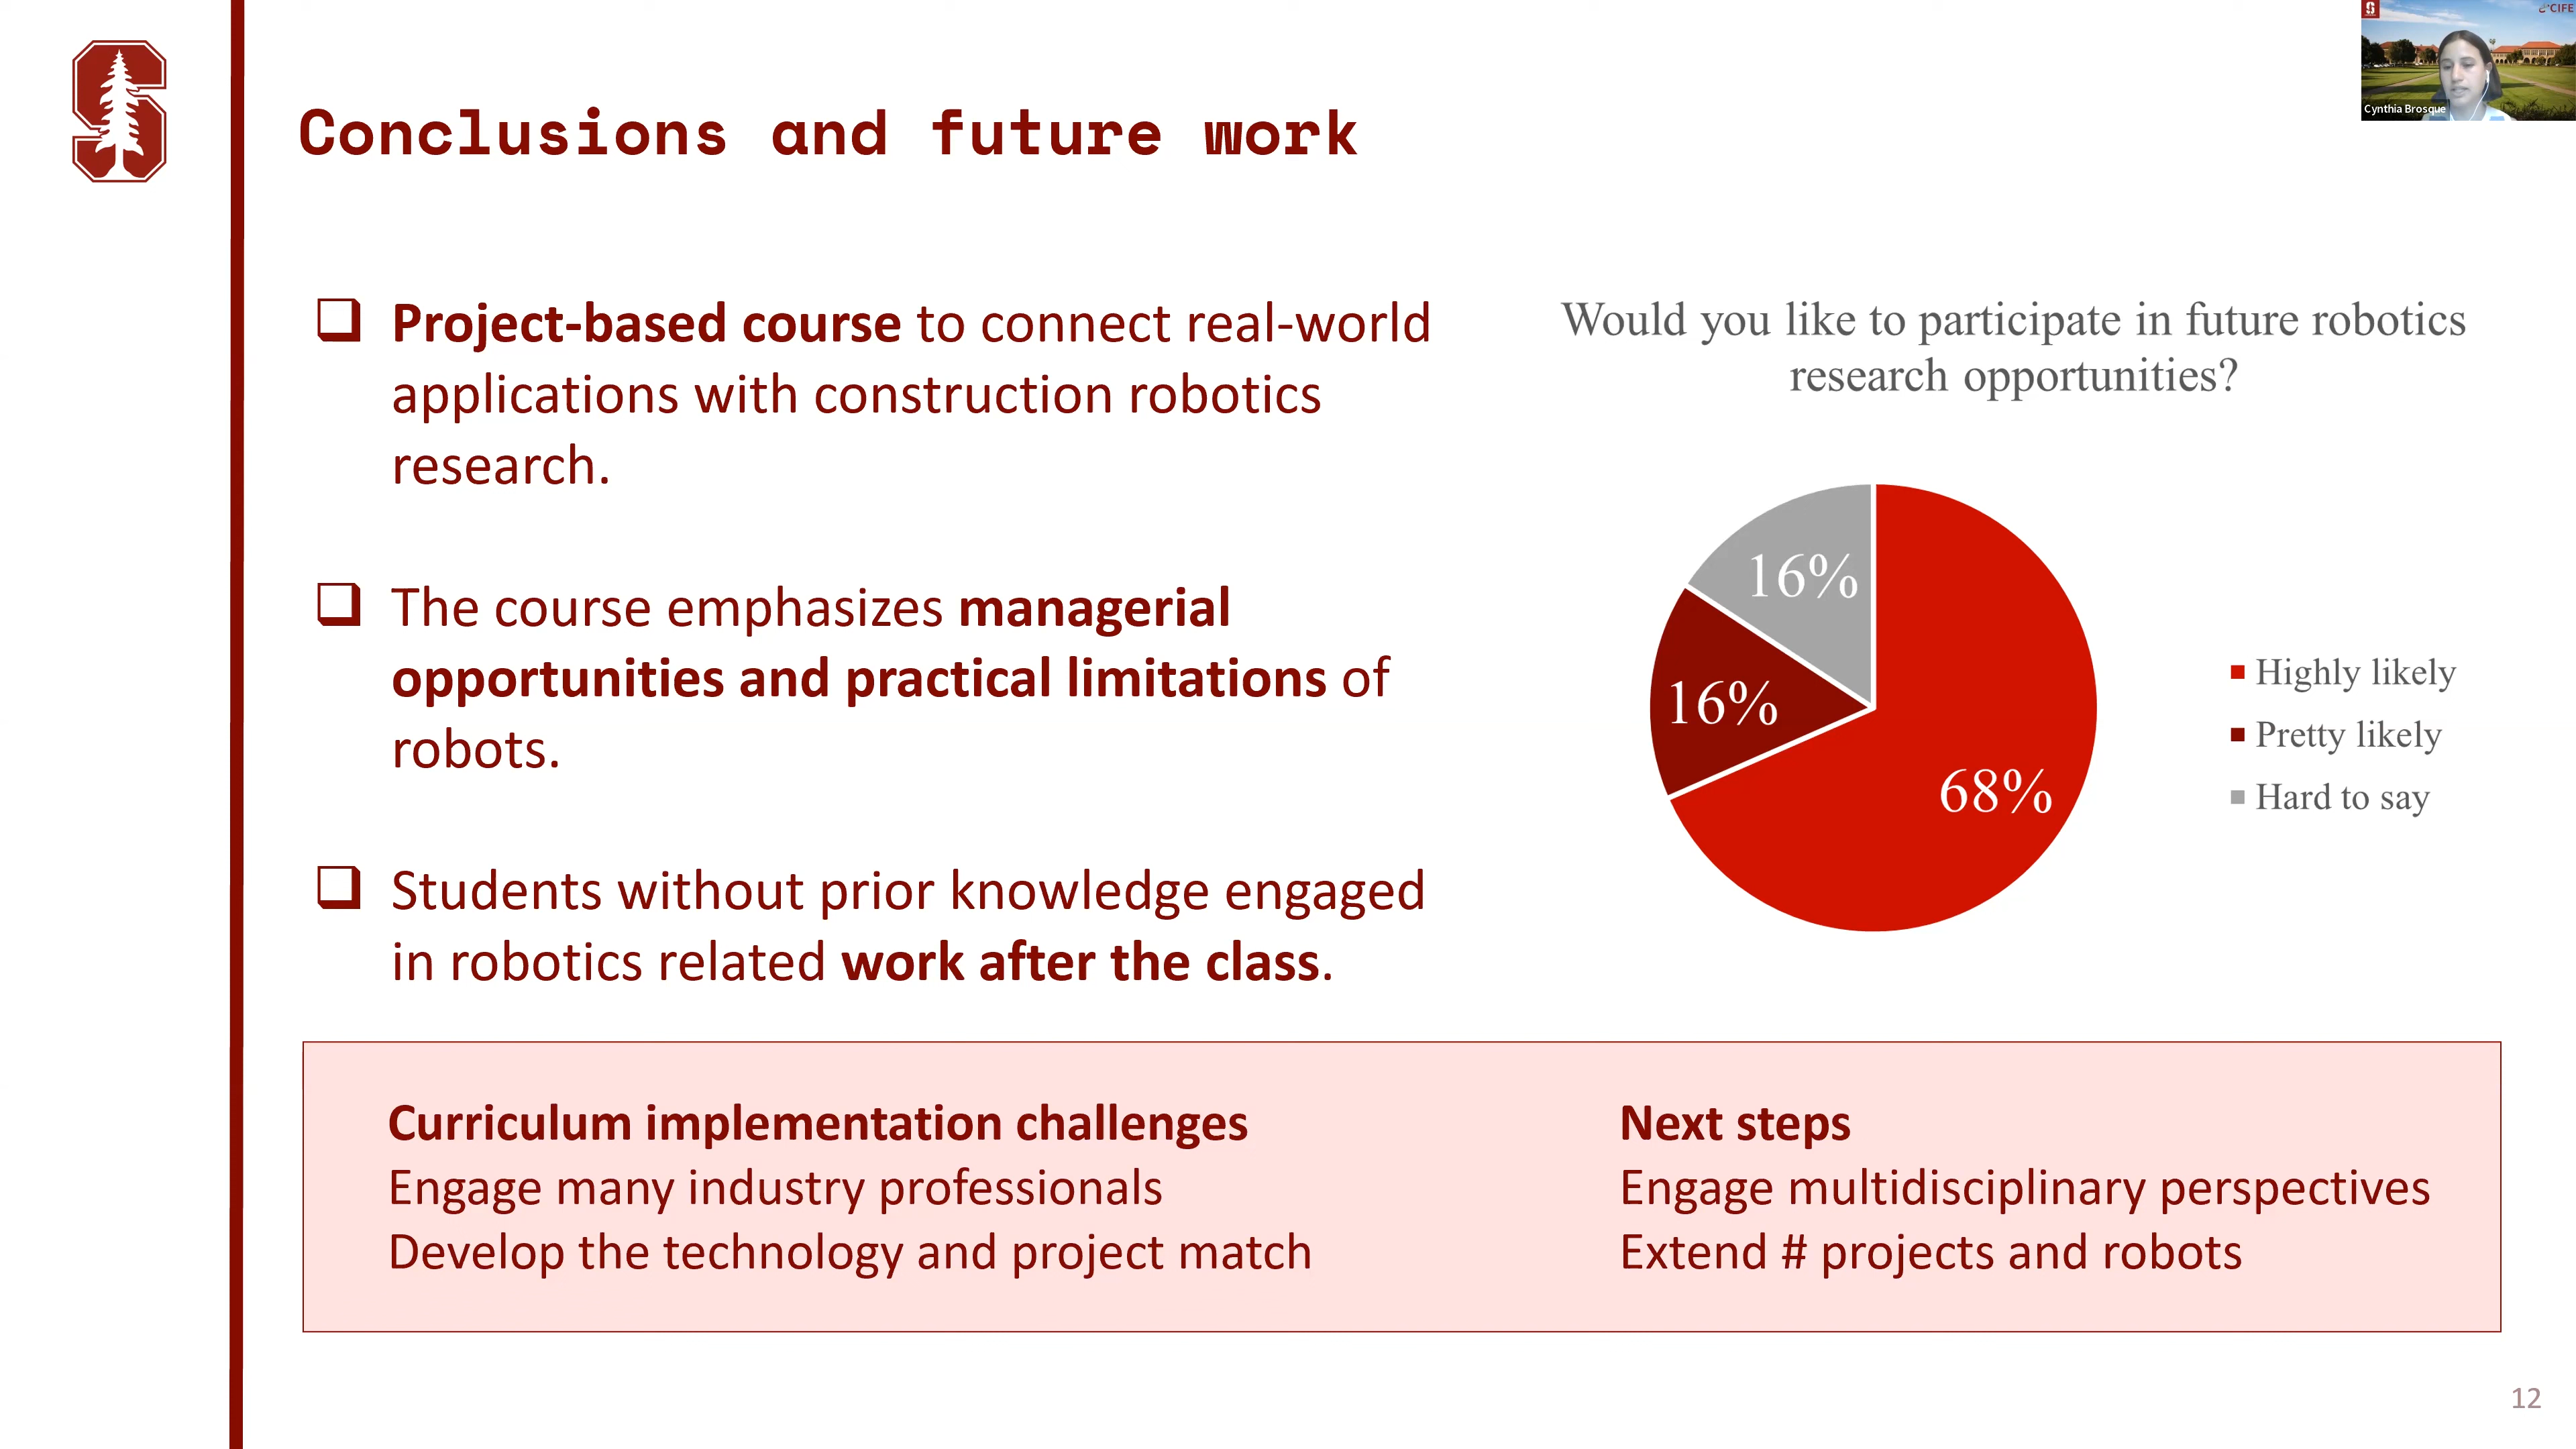 CIFE
Cynthia Brosque
Conclusions and future work
Project-based course to connect real-world
applications with construction robotics
research.
The course emphasizes managerial
opportunities and practical limitations of
robots.
Students without prior knowledge engaged
in robotics related work after the class.
Would you like to participate in future robotics
research opportunities?
16%
16%
68%
Highly likely
Pretty likely
Hard to say
Curriculum implementation challenges
Engage many industry professionals
Develop the technology and project match
Next steps
Engage multidisciplinary perspectives
Extend # projects and robots
12